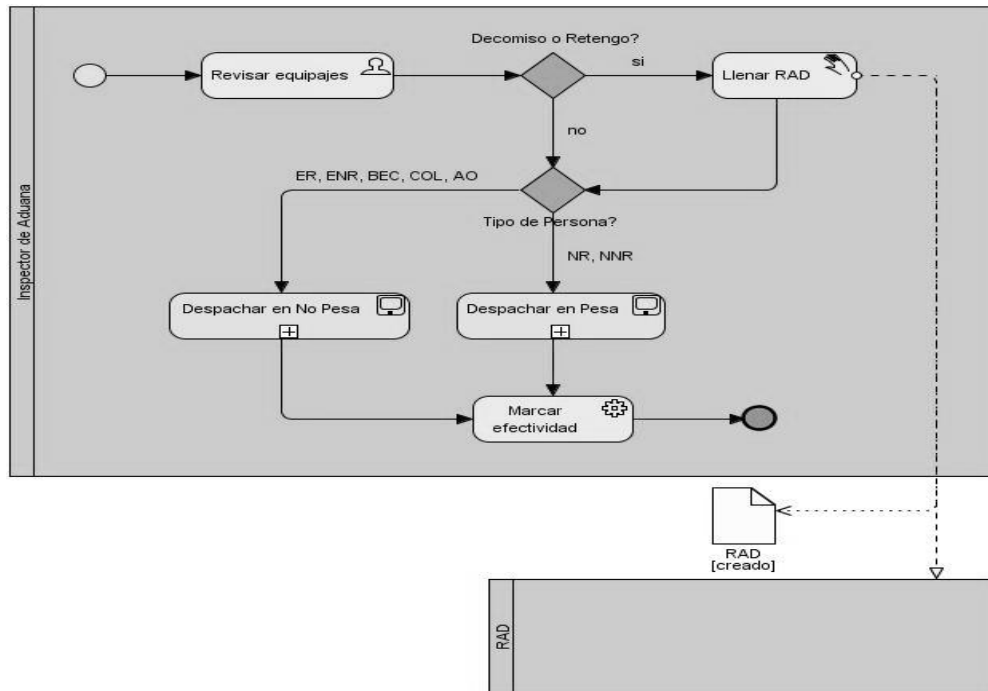 Decomiso o Retengo?
Revisar equipajes
si
Llenar RAD
no
ER, ENR, BEC, COL, AO
Tipo de Persona?
NR, NNR
Inspector de Aduana
Despachar en No Pesa
Despachar en Pesa
Marcar
efectividad
RAD
[creado]
RAD